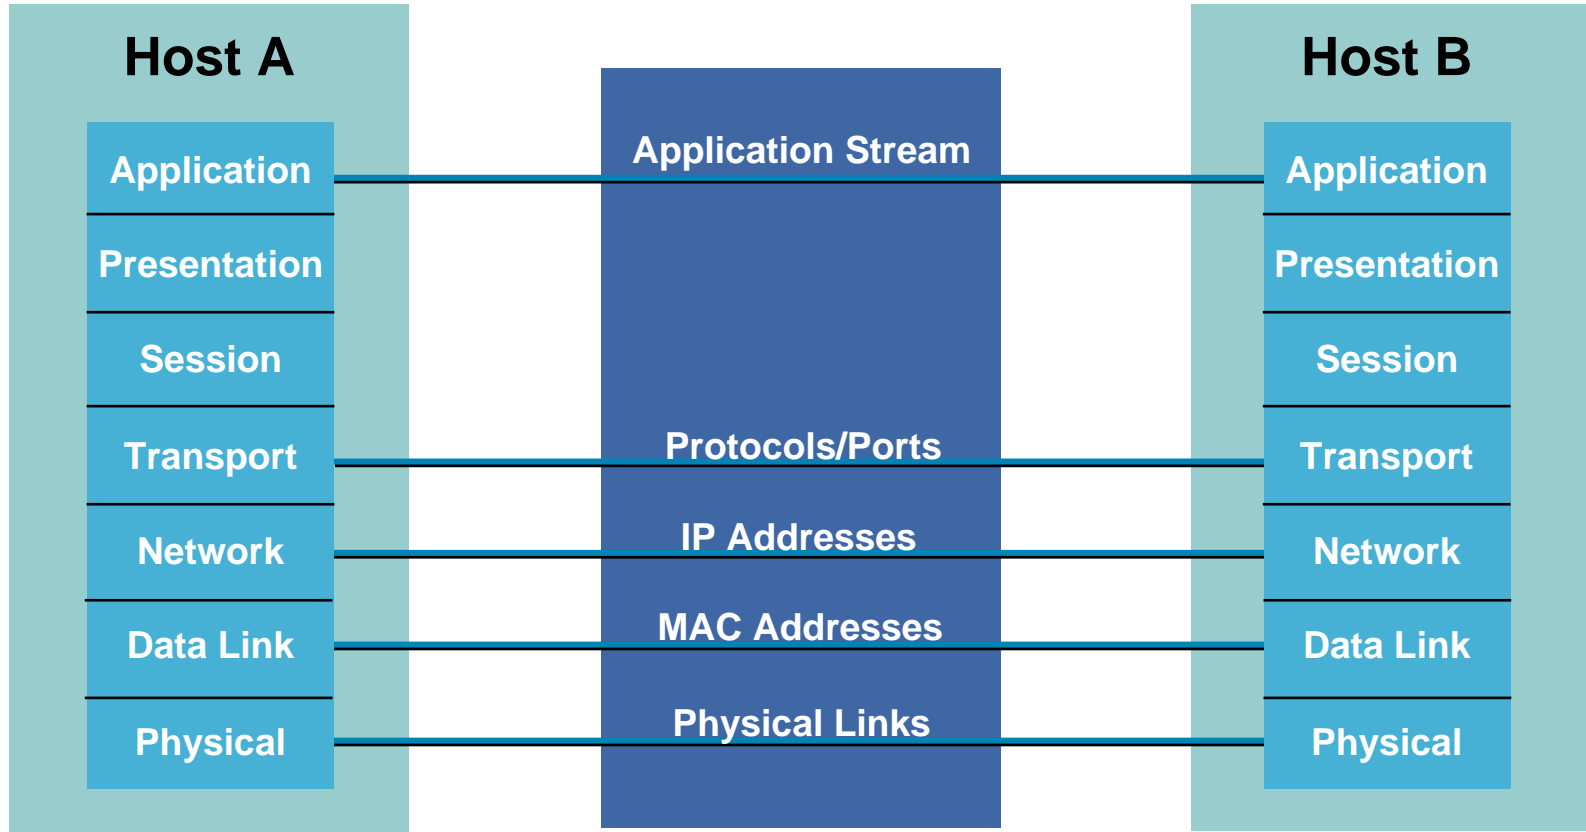 Host A
Host B
Application
Application Stream
Application
Presentation
Presentation
Session
Session
Transport
Protocols/Ports
Transport
Network
IP Addresses
Network
Data Link
MAC Addresses
Data Link
Physical
Physical Links
Physical